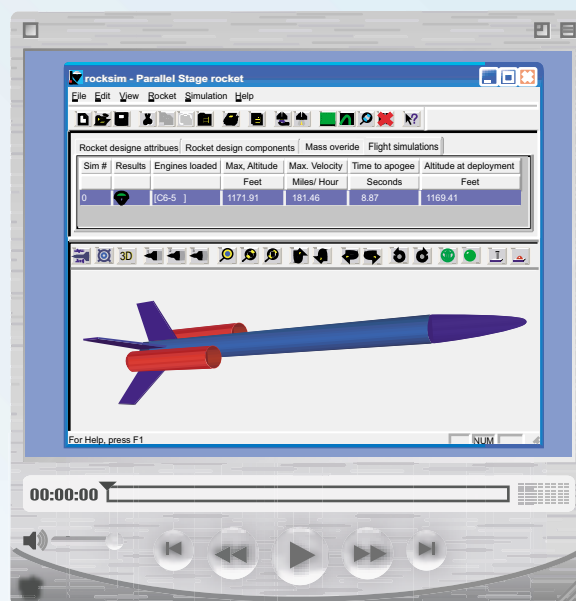 rocksim - Parallel Stage rocket
File Edit View Rocket Simulation Help
Rocket designe attribues Rocket design components Mass overide Flight simulations
Sim # Results Engines loaded Max, Altitude Max. Velocity Time to apogee Altitude at deployment
Feet Miles/ Hour Seconds Feet
0 [C6-5 ] 1171.91 181.46 8.87 1169.41
3D
For Help, press F1 NUM
00:00:00